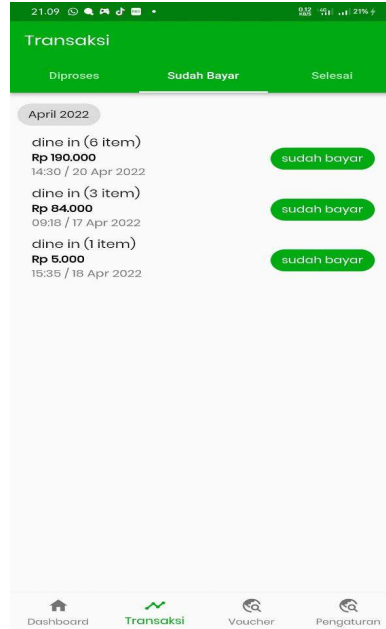 21.09 0.12 KB/S 4G 21%
Transaksi
Diproses Sudah Bayar Selesai
April 2022
dine in (6 item)
Rp 190.000 sudah bayar
14:30 / 20 Apr 2022
dine in (3 item)
Rp 84.000 sudah bayar
09:18 / 17 Apr 2022
dine in (1 item)
Rp 5.000 sudah bayar
15:35 / 18 Apr 2022
Dashboard Transaksi Voucher Pengaturan